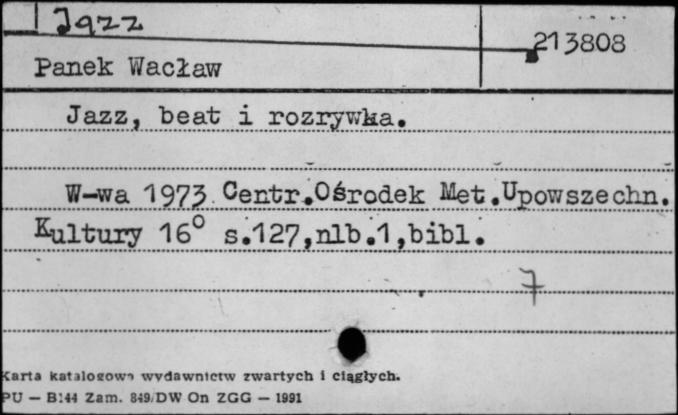 Jazz
213808
Panek Wacław
Jazz, beat i rozrywka.
W-wa 1973 Centr.Ośrodek Met.Upowszechn.
Kultury 16° s.127,nlb.1,bibl.
7
Karta katalogowa wydawnictw zwartych i ciągłych.
PU — B144 Zam. 849/DW On ZGG — 1991